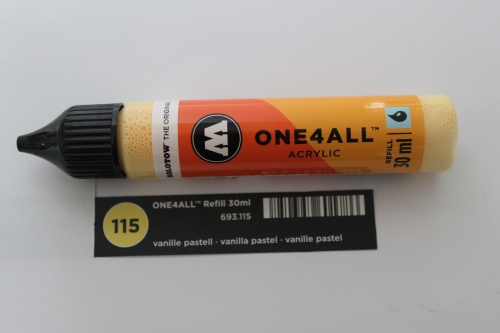 MOLOTOW THE ORIGINAL
ONE4ALL™
ACRYLIC
REFILL
30 ml
115
ONE4ALL™ Refill 30ml
693.115
vanille pastell · vanilla pastel · vanille pastel